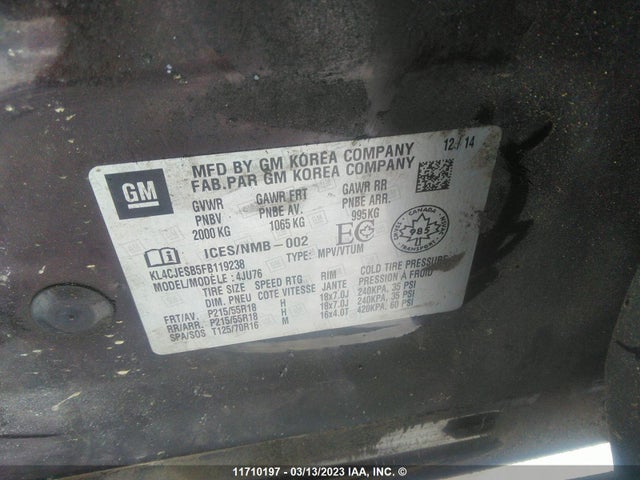 GM
MFD BY GM KOREA COMPANY 12/14
FAB.PAR GM KOREA COMPANY
GVWR GAWR FRT GAWR RR
PNBV PNBE AV. PNBE ARR.
2000 KG 1065 KG 995KG
ICES/NMB-002 EC CANADA 985
KL4CJESB5FB119238 TYPE: MPV/VTUM
MODEL/MODÈLE: 4JU76
TIRE SIZE SPEED RTG RIM COLD TIRE PRESSURE
DIM. PNEU COTE VITESSE JANTE PRESSION À FROID
FRT/AV. P215/55R18 H 18x7.0J 240KPA, 35 PSI
RR/ARR. P215/55R18 H 18x7.0J 240KPA, 35 PSI
SPA/SOS T125/70R16 M 16x4.0T 420KPA, 60 PSI
11710197 - 03/13/2023 IAA, INC. ©